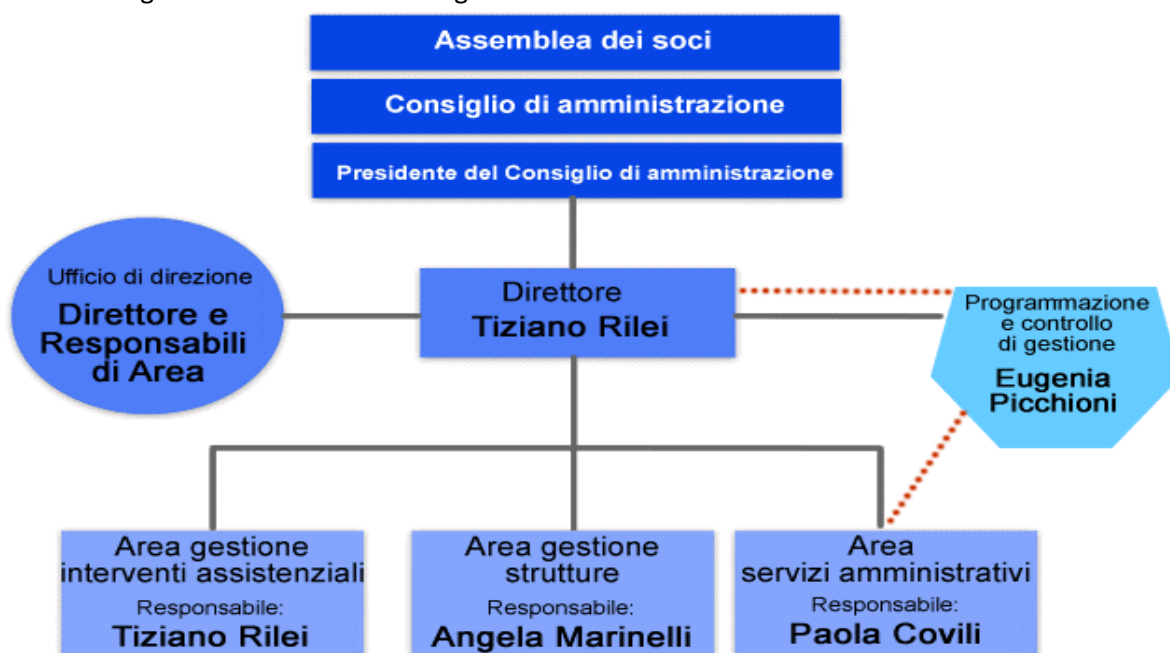 Assemblea dei soci
Consiglio di amministrazione
Presidente del Consiglio di amministrazione
Ufficio di direzione
Direttore e
Responsabili
di Area
Direttore
Tiziano Rilei
Programmazione
e controllo
di gestione
Eugenia
Picchioni
Area gestione
interventi assistenziali
Responsabile:
Tiziano Rilei
Area gestione
strutture
Responsabile:
Angela Marinelli
Area
servizi amministrativi
Responsabile:
Paola Covili